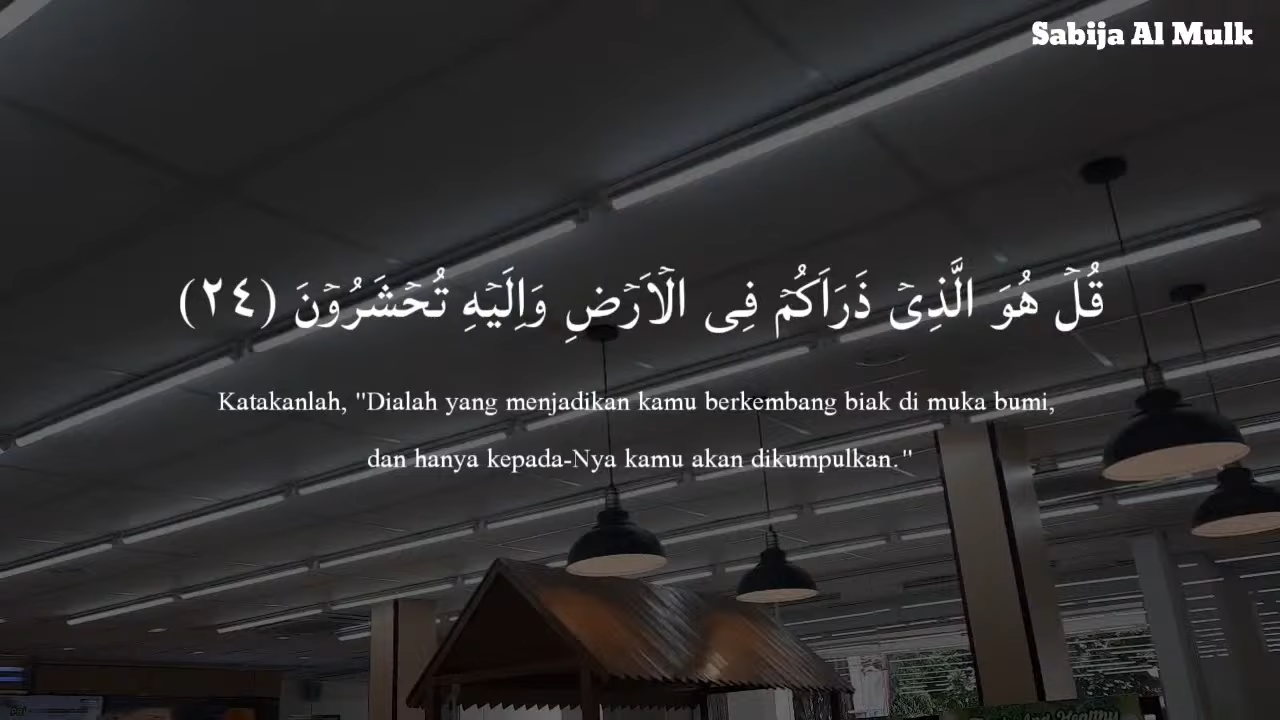 Sabija Al Mulk
قُلۡ هُوَ الَّذِىۡ ذَرَاَكُمۡ فِى الۡاَرۡضِ وَاِلَيۡهِ تُحۡشَرُوۡنَ (٢٤)
Katakanlah, "Dialah yang menjadikan kamu berkembang biak di muka bumi,
dan hanya kepada-Nya kamu akan dikumpulkan."